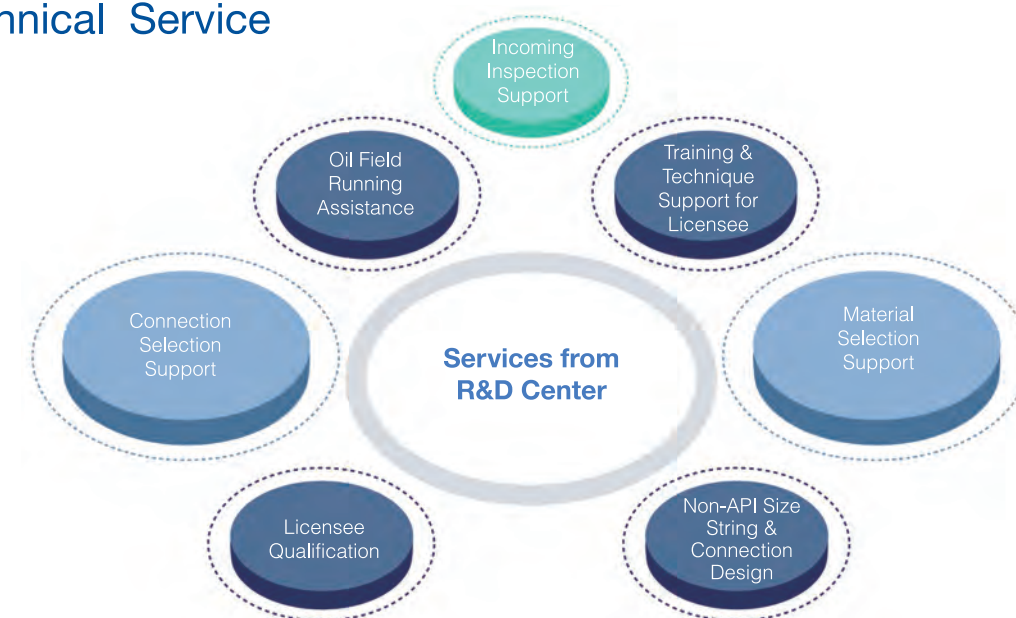 hnical Service
Incoming
Inspection
Support
Oil Field
Running
Assistance
Training &
Technique
Support for
Licensee
Connection
Selection
Support
Services from
R&D Center
Material
Selection
Support
Licensee
Qualification
Non-API Size
String &
Connection
Design